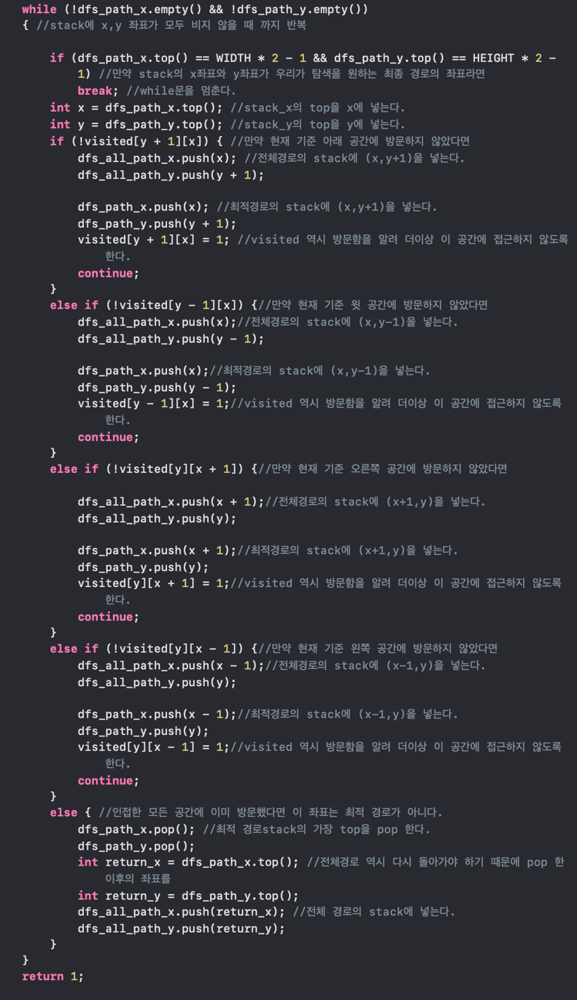 while (!dfs_path_x.empty() && !dfs_path_y.empty())
{ //stack에 x,y 좌표가 모두 비지 않을 때 까지 반복
if (dfs_path_x.top() == WIDTH * 2 - 1 && dfs_path_y.top() == HEIGHT * 2 -
1) //만약 stack의 x좌표와 y좌표가 우리가 탐색을 원하는 최종 경로의 좌표라면
break; //while문을 멈춘다.
int x = dfs_path_x.top(); //stack_x의 top을 x에 넣는다.
int y = dfs_path_y.top(); //stack_y의 top을 y에 넣는다.
if (!visited[y + 1][x]) { //만약 현재 기준 아래 공간에 방문하지 않았다면
dfs_all_path_x.push(x); //전체경로의 stack에 (x,y+1)을 넣는다.
dfs_all_path_y.push(y + 1);
dfs_path_x.push(x); //최적경로의 stack에 (x,y+1)을 넣는다.
dfs_path_y.push(y + 1);
visited[y + 1][x] = 1; //visited 역시 방문함을 알려 더이상 이 공간에 접근하지 않도록
한다.
continue;
}
else if (!visited[y - 1][x]) {//만약 현재 기준 윗 공간에 방문하지 않았다면
dfs_all_path_x.push(x);//전체경로의 stack에 (x,y-1)을 넣는다.
dfs_all_path_y.push(y - 1);
dfs_path_x.push(x);//최적경로의 stack에 (x,y-1)을 넣는다.
dfs_path_y.push(y - 1);
visited[y - 1][x] = 1;//visited 역시 방문함을 알려 더이상 이 공간에 접근하지 않도록
한다.
continue;
}
else if (!visited[y][x + 1]) {//만약 현재 기준 오른쪽 공간에 방문하지 않았다면
dfs_all_path_x.push(x + 1);//전체경로의 stack에 (x+1,y)을 넣는다.
dfs_all_path_y.push(y);
dfs_path_x.push(x + 1);//최적경로의 stack에 (x+1,y)을 넣는다.
dfs_path_y.push(y);
visited[y][x + 1] = 1;//visited 역시 방문함을 알려 더이상 이 공간에 접근하지 않도록
한다.
continue;
}
else if (!visited[y][x - 1]) {//만약 현재 기준 왼쪽 공간에 방문하지 않았다면
dfs_all_path_x.push(x - 1);//전체경로의 stack에 (x-1,y)을 넣는다.
dfs_all_path_y.push(y);
dfs_path_x.push(x - 1);//최적경로의 stack에 (x-1,y)을 넣는다.
dfs_path_y.push(y);
visited[y][x - 1] = 1;//visited 역시 방문함을 알려 더이상 이 공간에 접근하지 않도록
한다.
continue;
}
else { //인접한 모든 공간에 이미 방문했다면 이 좌표는 최적 경로가 아니다.
dfs_path_x.pop(); //최적 경로stack의 가장 top을 pop 한다.
dfs_path_y.pop();
int return_x = dfs_path_x.top(); //전체경로 역시 다시 돌아가야 하기 때문에 pop 한
이후의 좌표를
int return_y = dfs_path_y.top();
dfs_all_path_x.push(return_x); //전체 경로의 stack에 넣는다.
dfs_all_path_y.push(return_y);
}
}
return 1;